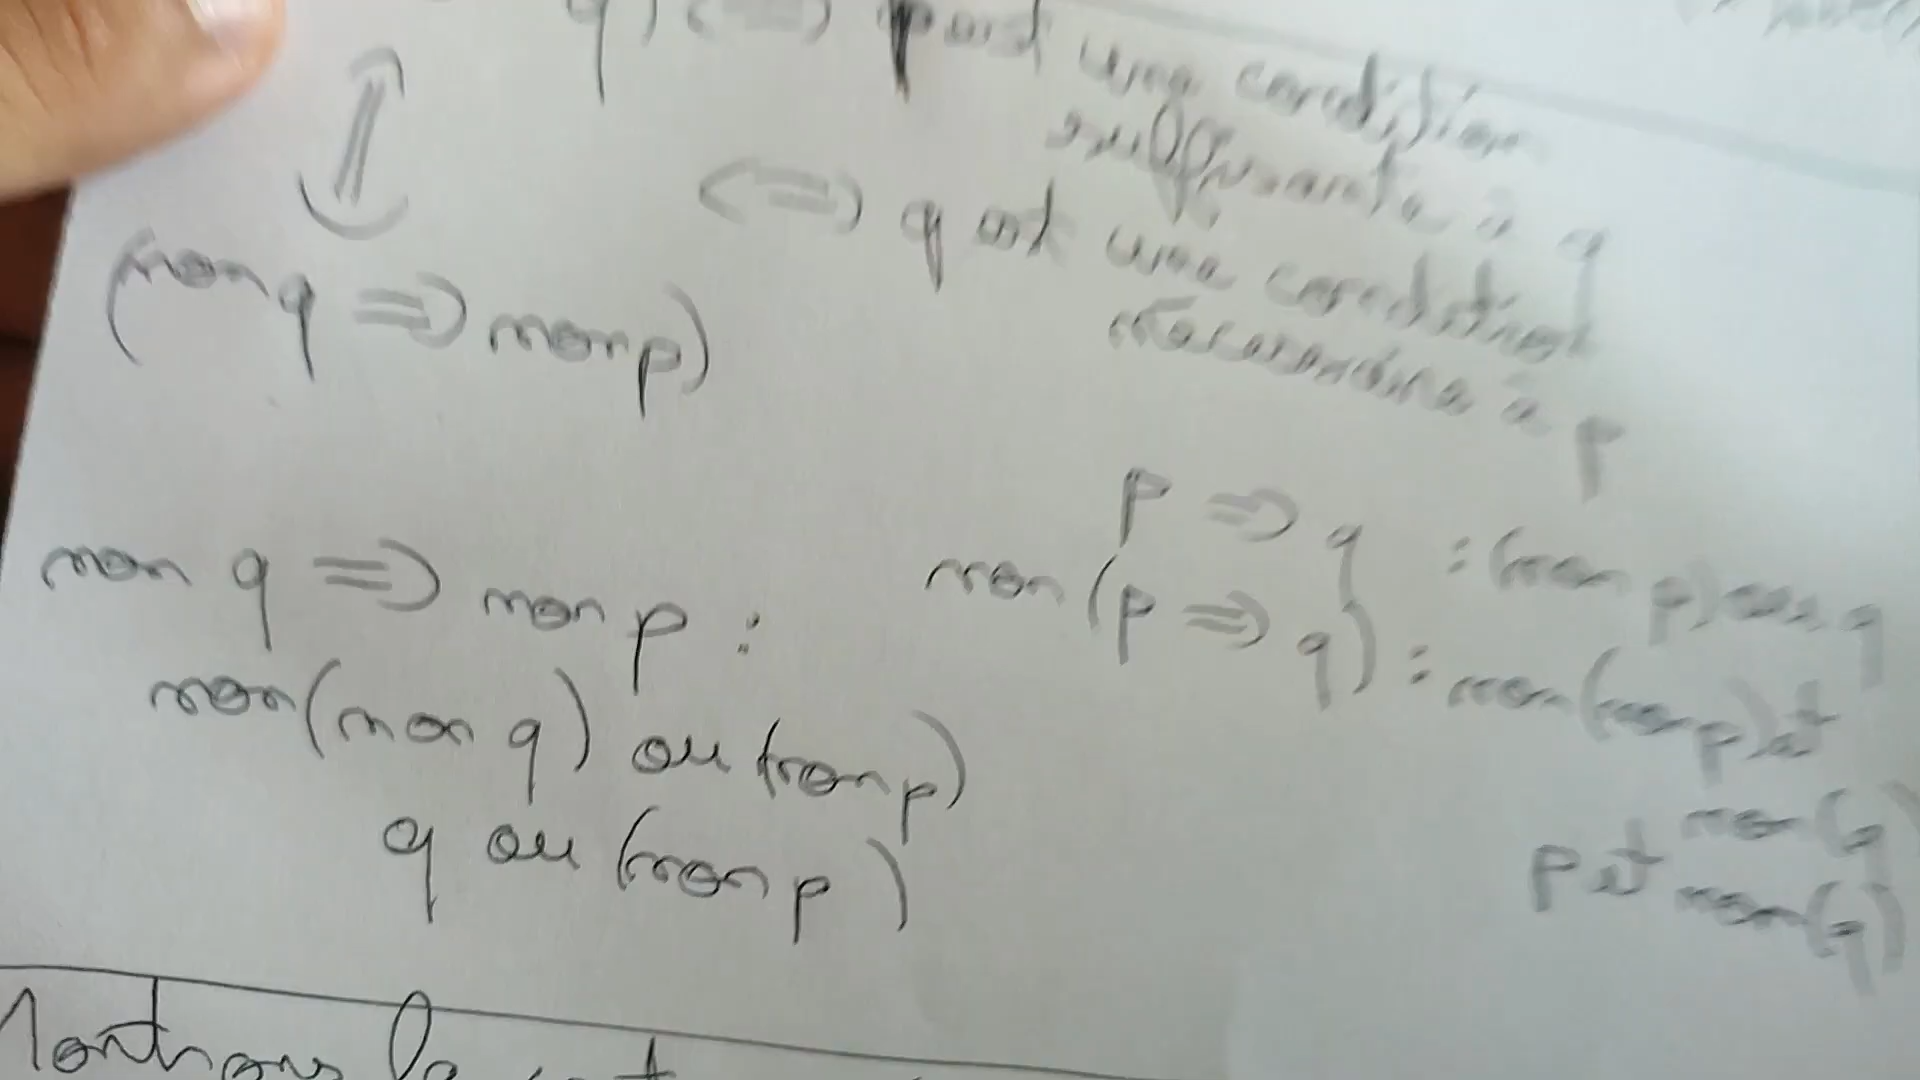 q) <=> p est une condition
suffisante à q
<=> q est une condition
nécessaire à p
(non q => non p)
non q => non p :
non(non q) ou (non p)
q ou (non p)
p => q : (non p) ou q
non(p => q) : non(non p) et
non(q)
p et non(q)
Montrons